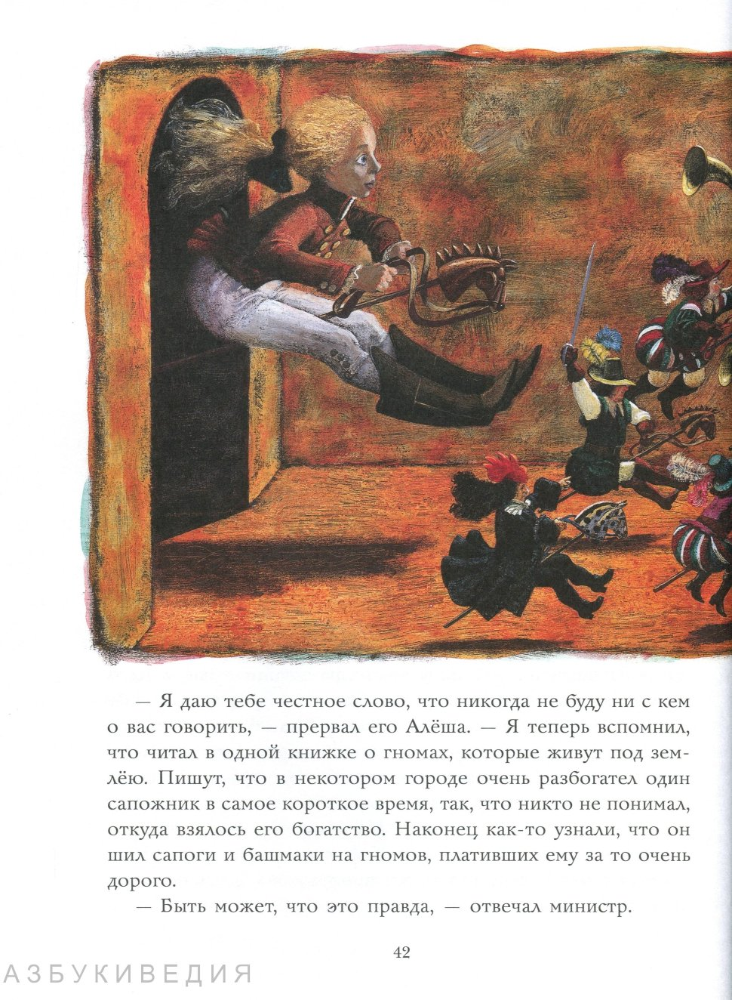 — Я даю тебе честное слово, что никогда не буду ни с кем
о вас говорить, — прервал его Алёша. — Я теперь вспомнил,
что читал в одной книжке о гномах, которые живут под зем-
лёю. Пишут, что в некотором городе очень разбогател один
сапожник в самое короткое время, так, что никто не понимал,
откуда взялось его богатство. Наконец как-то узнали, что он
шил сапоги и башмаки на гномов, плативших ему за то очень
дорого.
— Быть может, что это правда, — отвечал министр.
42
АЗБУКИВЕДИЯ